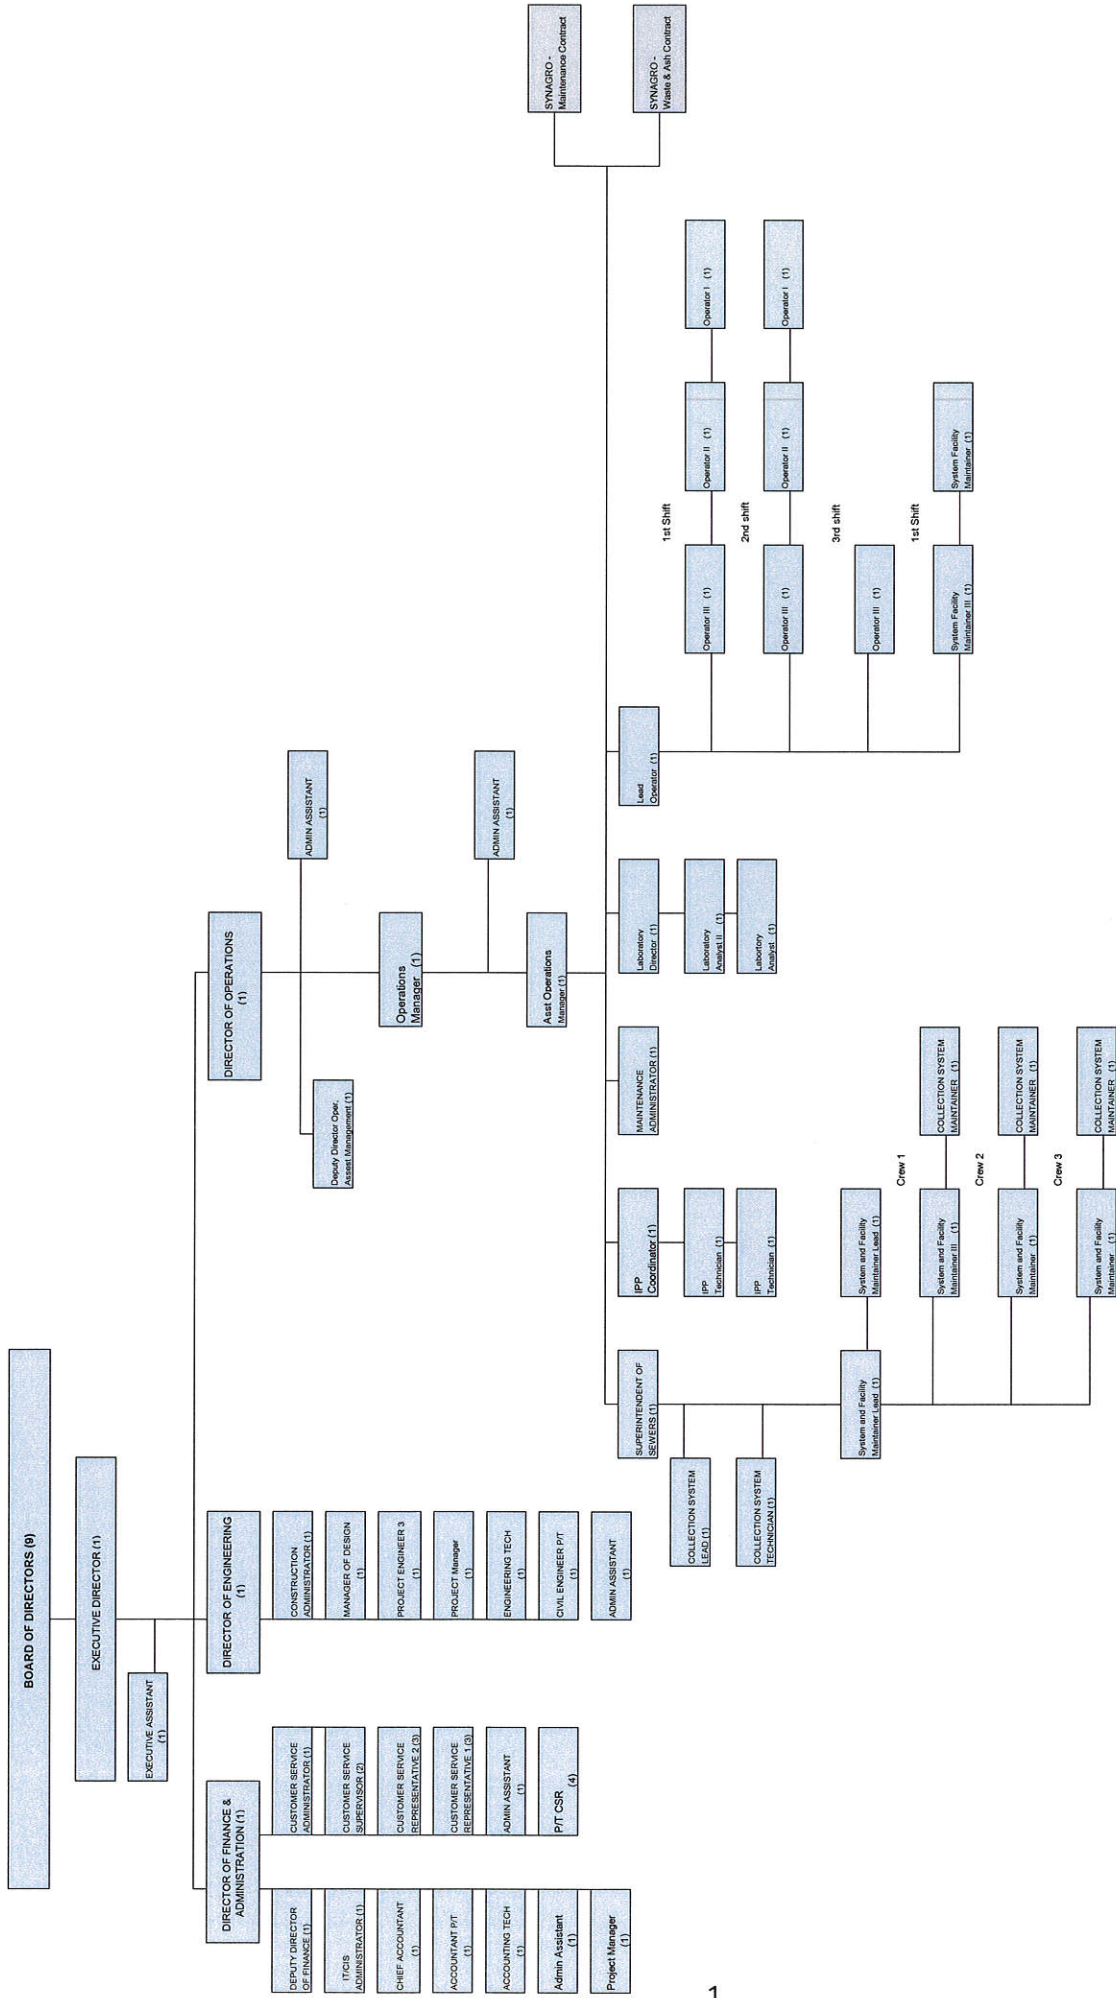 BOARD OF DIRECTORS (9)
EXECUTIVE DIRECTOR (1)
EXECUTIVE ASSISTANT
(1)
DIRECTOR OF FINANCE &
ADMINISTRATION (1)
DEPUTY DIRECTOR
OF FINANCE (1)
IT/CIS
ADMINISTRATOR (1)
CHIEF ACCOUNTANT
(1)
ACCOUNTANT P/T
(1)
ACCOUNTING TECH
(1)
Admin Assistant
(1)
Project Manager
(1)
CUSTOMER SERVICE
ADMINISTRATOR (1)
CUSTOMER SERVICE
SUPERVISOR (2)
CUSTOMER SERVICE
REPRESENTATIVE 2 (3)
CUSTOMER SERVICE
REPRESENTATIVE 1 (3)
ADMIN ASSISTANT
(1)
P/T CSR
(4)
DIRECTOR OF ENGINEERING
(1)
CONSTRUCTION
ADMINISTRATOR (1)
MANAGER OF DESIGN
(1)
PROJECT ENGINEER 3
(1)
PROJECT Manager
(1)
ENGINEERING TECH
(1)
CIVIL ENGINEER P/T
(1)
ADMIN ASSISTANT
(1)
DIRECTOR OF OPERATIONS
(1)
ADMIN ASSISTANT
(1)
Deputy Director Oper,
Assest Management (1)
Operations
Manager (1)
ADMIN ASSISTANT
(1)
Asst Operations
Manager (1)
SUPERINTENDENT OF
SEWERS (1)
COLLECTION SYSTEM
LEAD (1)
COLLECTION SYSTEM
TECHNICIAN (1)
System and Facility
Maintainer Lead (1)
System and Facility
Maintainer Lead (1)
Crew 1
System and Facility
Maintainer III (1)
COLLECTION SYSTEM
MAINTAINER (1)
Crew 2
System and Facility
Maintainer (1)
COLLECTION SYSTEM
MAINTAINER (1)
Crew 3
System and Facility
Maintainer (1)
COLLECTION SYSTEM
MAINTAINER (1)
IPP
Coordinator (1)
IPP
Technician (1)
IPP
Technician (1)
MAINTENANCE
ADMINISTRATOR (1)
Laboratory
Director (1)
Laboratory
Analyst II (1)
Labortory
Analyst (1)
Lead
Operator (1)
1st Shift
Operator III (1)
Operator II (1)
Operator I (1)
2nd shift
Operator III (1)
Operator II (1)
Operator I (1)
3rd shift
Operator III (1)
1st Shift
System Facility
Maintainer III (1)
System Facility
Maintainer (1)
SYNAGRO -
Maintenance Contract
SYNAGRO -
Waste & Ash Contract
1